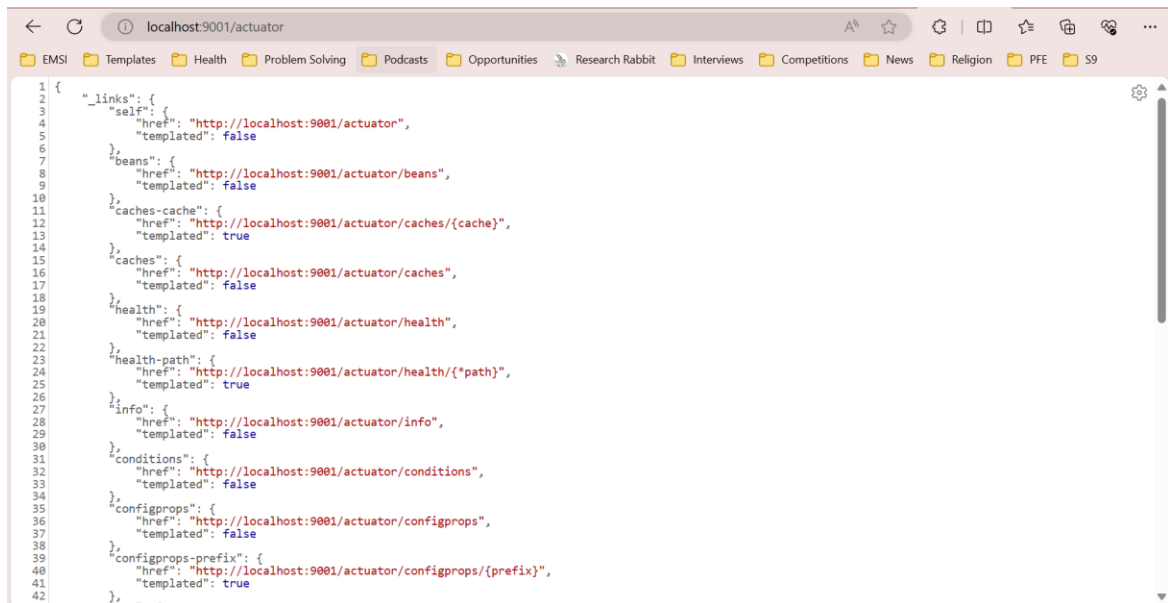 localhost:9001/actuator
EMSI Templates Health Problem Solving Podcasts Opportunities Research Rabbit Interviews Competitions News Religion PFE S9
1 {
2 "_links": {
3 "self": {
4 "href": "http://localhost:9001/actuator",
5 "templated": false
6 },
7 "beans": {
8 "href": "http://localhost:9001/actuator/beans",
9 "templated": false
10 },
11 "caches-cache": {
12 "href": "http://localhost:9001/actuator/caches/{cache}",
13 "templated": true
14 },
15 "caches": {
16 "href": "http://localhost:9001/actuator/caches",
17 "templated": false
18 },
19 "health": {
20 "href": "http://localhost:9001/actuator/health",
21 "templated": false
22 },
23 "health-path": {
24 "href": "http://localhost:9001/actuator/health/{*path}",
25 "templated": true
26 },
27 "info": {
28 "href": "http://localhost:9001/actuator/info",
29 "templated": false
30 },
31 "conditions": {
32 "href": "http://localhost:9001/actuator/conditions",
33 "templated": false
34 },
35 "configprops": {
36 "href": "http://localhost:9001/actuator/configprops",
37 "templated": false
38 },
39 "configprops-prefix": {
40 "href": "http://localhost:9001/actuator/configprops/{prefix}",
41 "templated": true
42 },